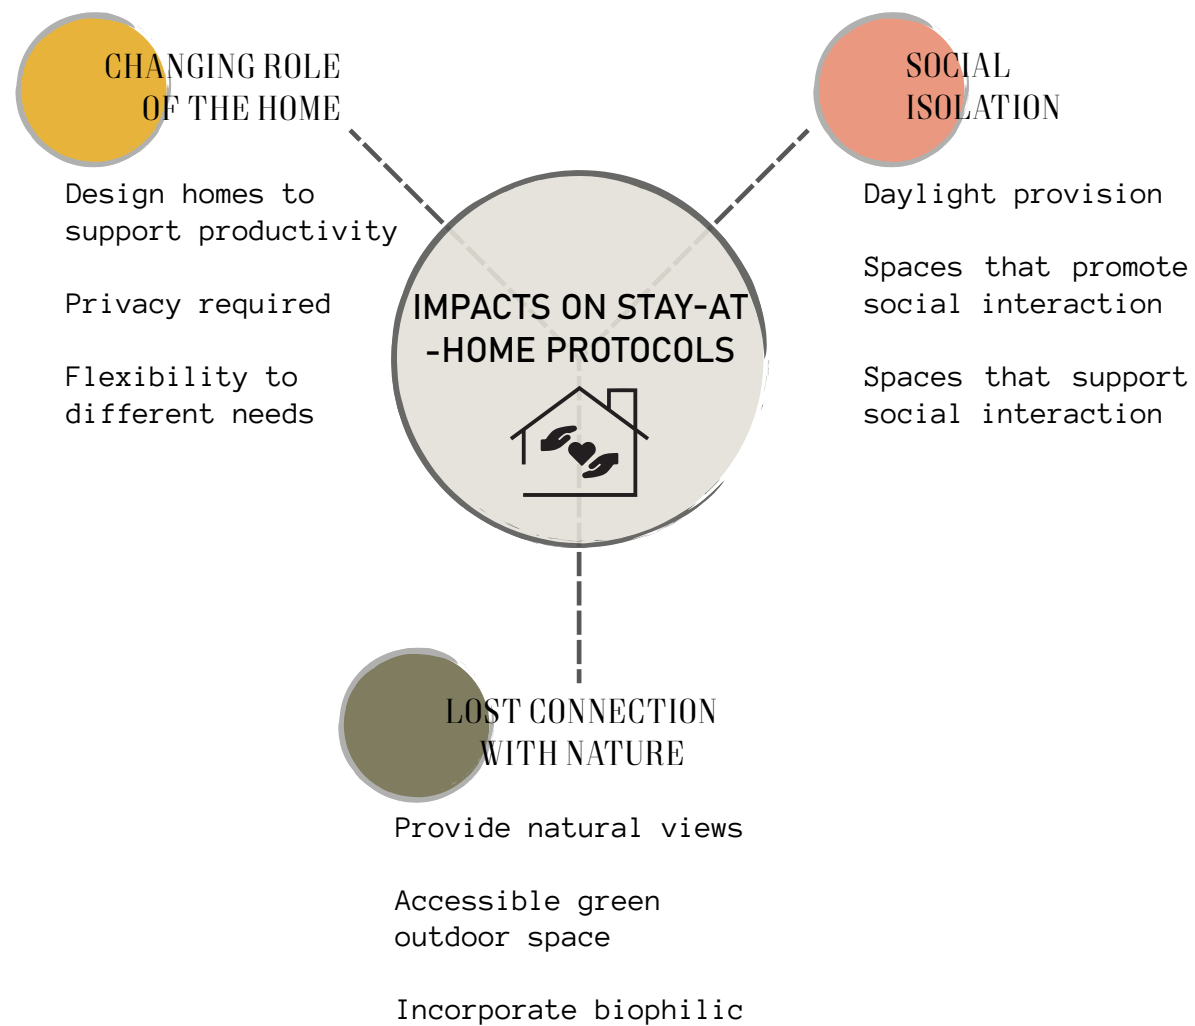 CHANGING ROLE
OF THE HOME
Design homes to
support productivity
Privacy required
Flexibility to
different needs
SOCIAL
ISOLATION
Daylight provision
Spaces that promote
social interaction
Spaces that support
social interaction
IMPACTS ON STAY-AT
-HOME PROTOCOLS
LOST CONNECTION
WITH NATURE
Provide natural views
Accessible green
outdoor space
Incorporate biophilic